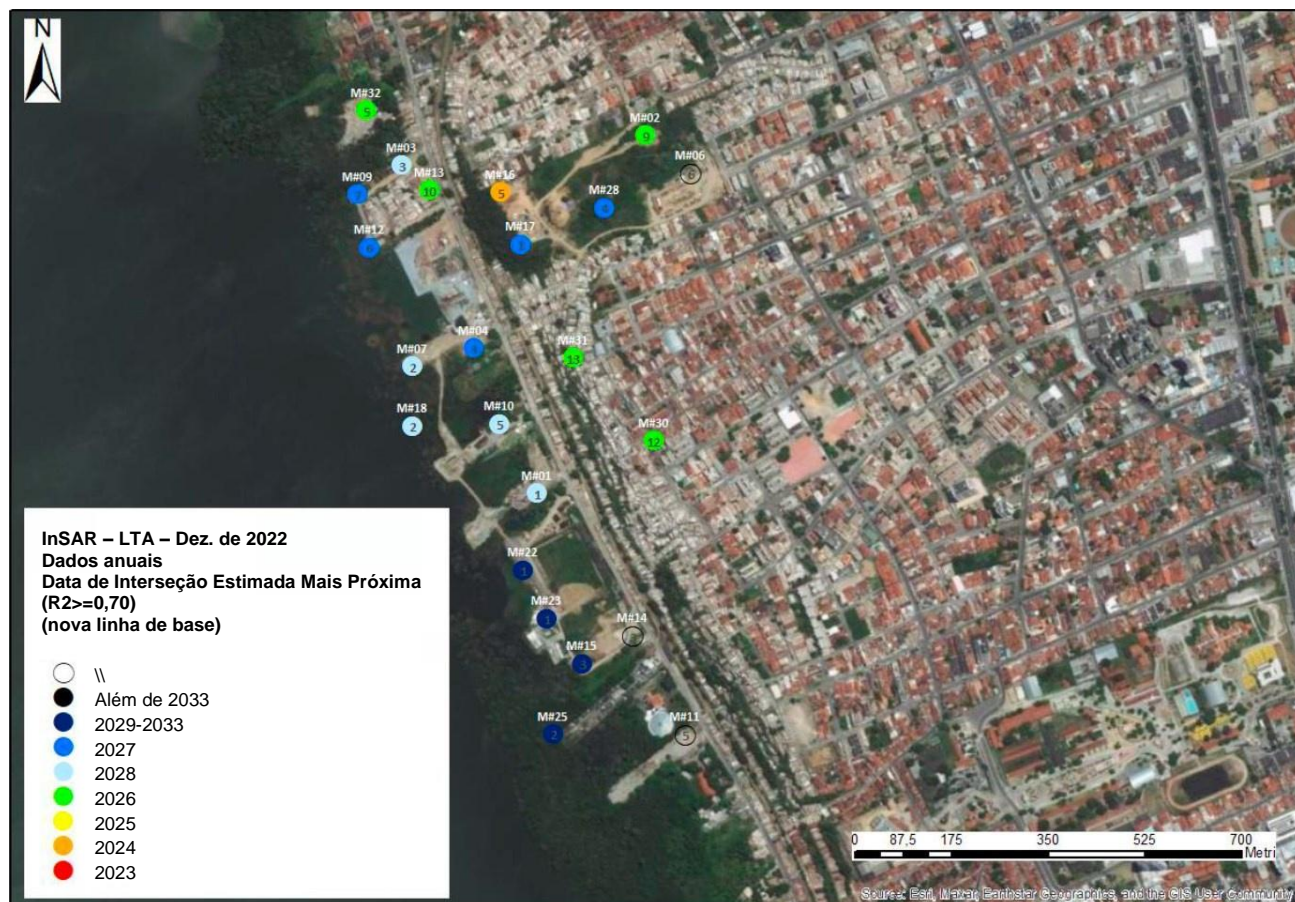 N
M#32
5
M#02
9
M#03
3
M#06
6
M#09
7
M#13
10
M#16
5
M#28
M#12
6
M#17
M#04
M#07
2
M#31
13
M#18
2
M#10
5
M#30
12
M#01
1
M#22
1
M#23
1
M#14
M#15
3
M#25
2
M#11
5
InSAR – LTA – Dez. de 2022
Dados anuais
Data de Interseção Estimada Mais Próxima
(R2>=0,70)
(nova linha de base)
\\
Além de 2033
2029-2033
2027
2028
2026
2025
2024
2023
0 87,5 175 350 525 700
Metri
Source: Esri, Maxar, Earthstar Geographics, and the GIS User Community